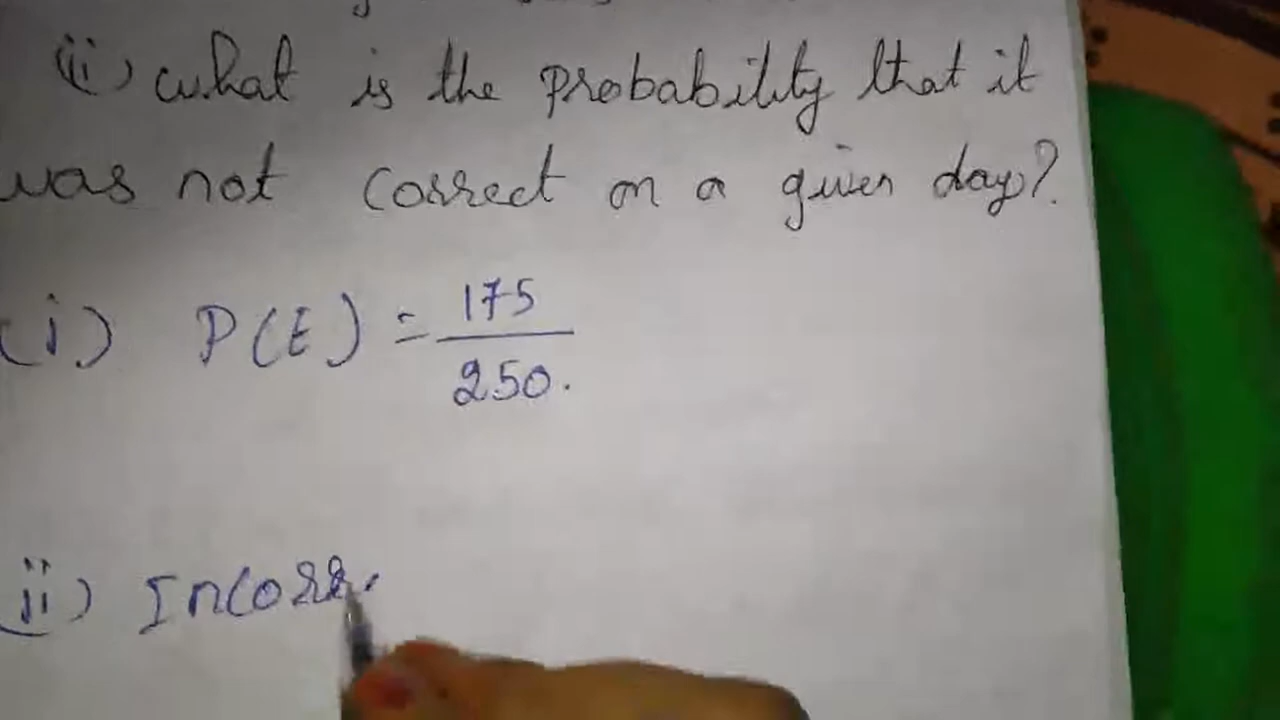 (ii) what is the probability that it
was not correct on a given day?
(i) P(E) = 175
250.
(ii) Incorr